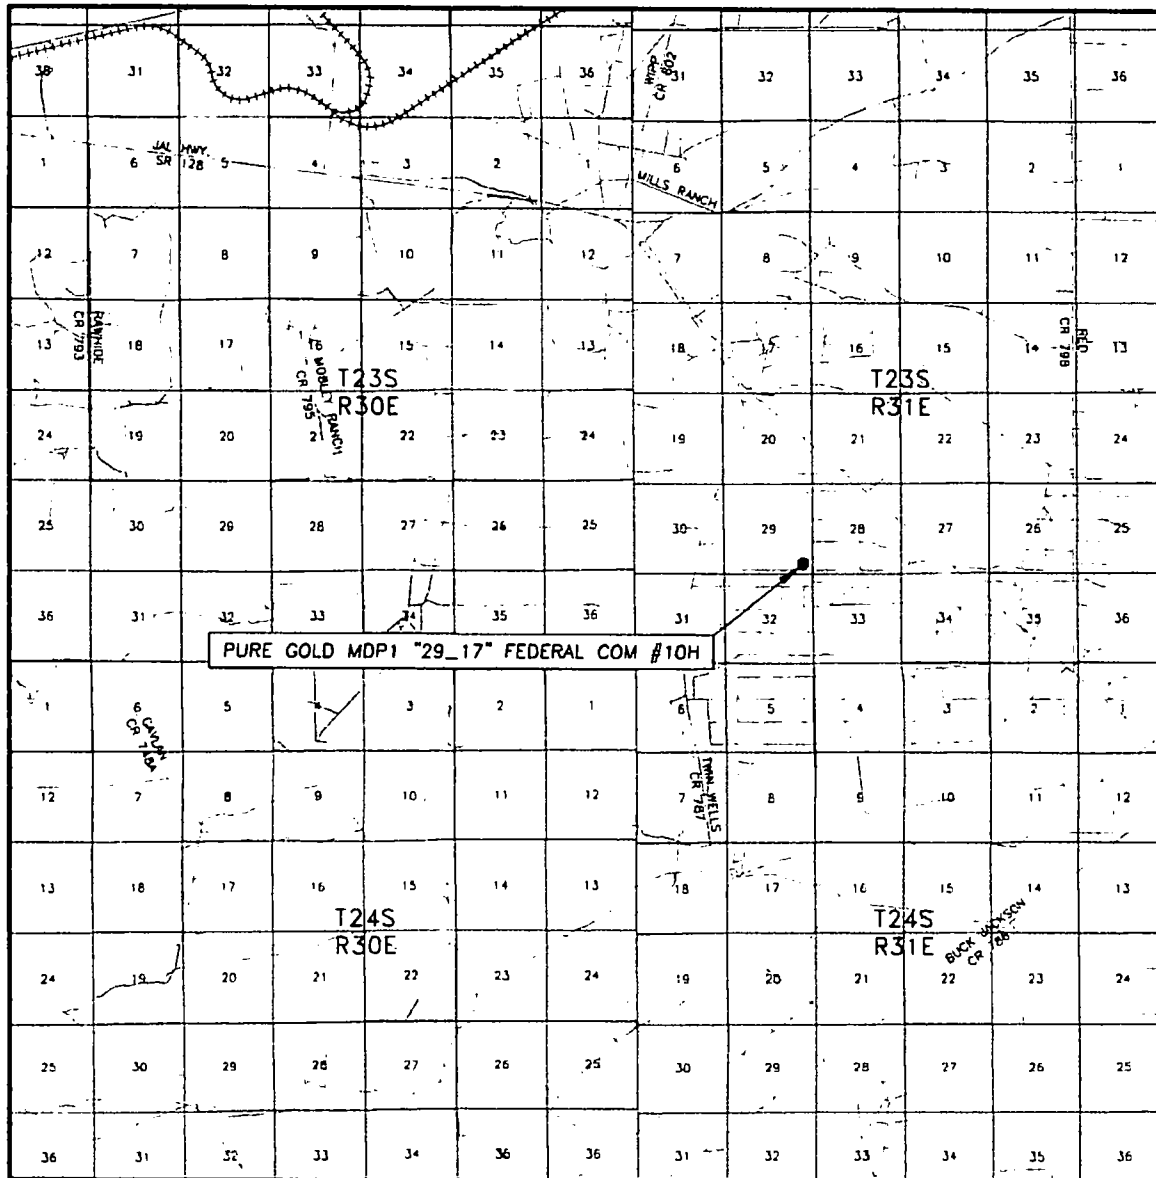 36 31 32 33 34 35 36 31 32 33 34 35 36
WIPP
CR 802
JAL HWY.
SR 128
1 6 5 4 3 2 1 6 5 4 3 2 1
MILLS RANCH
12 7 8 9 10 11 12 7 8 9 10 11 12
RAWHIDE
CR 793
RED
CR 798
13 18 17 16 15 14 13 18 17 16 15 14 13
MOBLEY RANCH
CR 795
T23S
R30E
T23S
R31E
24 19 20 21 22 23 24 19 20 21 22 23 24
25 30 29 28 27 26 25 30 29 28 27 26 25
36 31 32 33 34 35 36 31 32 33 34 35 36
PURE GOLD MDP1 "29_17" FEDERAL COM #10H
1 6 5 3 2 1 6 5 4 3 2 1
CR 748A
TWIN WELLS
CR 787
12 7 8 9 10 11 12 7 8 9 10 11 12
13 18 17 16 15 14 13 18 17 16 15 14 13
T24S
R30E
T24S
R31E
BUCK JACKSON
CR 786
24 19 20 21 22 23 24 19 20 21 22 23 24
25 30 29 28 27 26 25 30 29 28 27 26 25
36 31 32 33 34 36 36 31 32 33 34 35 36